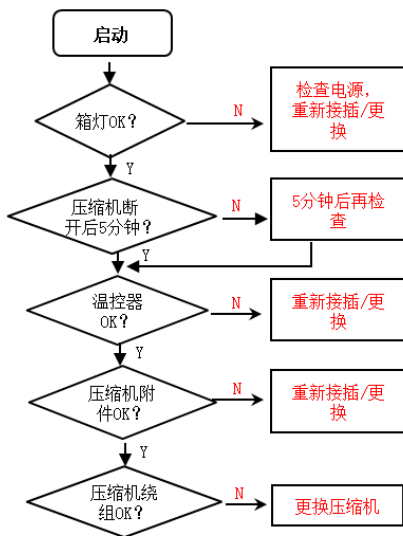 启动
箱灯OK?
N
检查电源,
重新接插/更
换
Y
压缩机断
开后5分钟?
N
5分钟后再检
查
Y
温控器
OK?
N
重新接插/更
换
Y
压缩机附
件OK?
N
重新接插/更
换
Y
压缩机绕
组OK?
N
更换压缩机